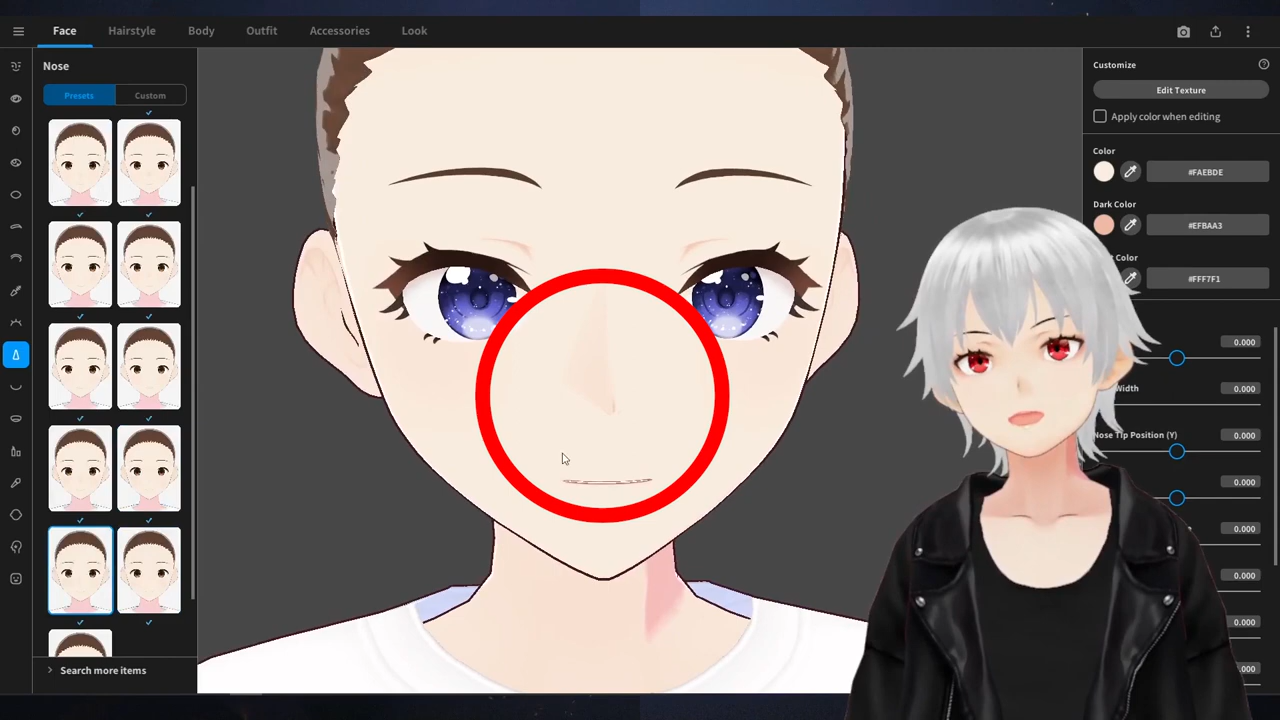 Face Hairstyle Body Outfit Accessories Look
Nose
Presets Custom
Search more items
Customize
Edit Texture
Apply color when editing
Color
#FAEBDE
Dark Color
#EFBAA3
Color
#FFF7F1
0.000
Width 0.000
Nose Tip Position (Y) 0.000
0.000
0.000
0.000
0.000